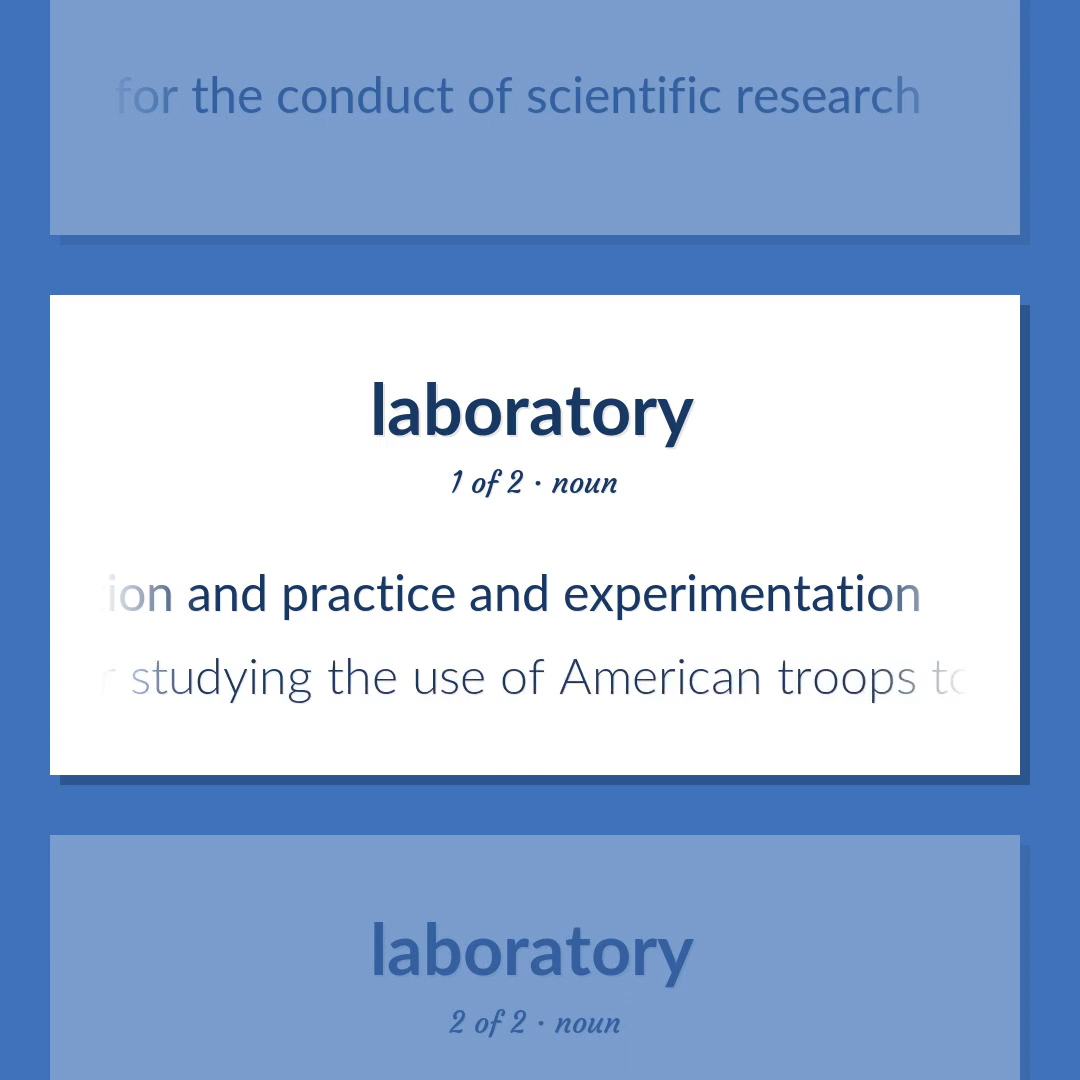 for the conduct of scientific research
laboratory
1 of 2 · noun
ion and practice and experimentation
studying the use of American troops to
laboratory
2 of 2 · noun